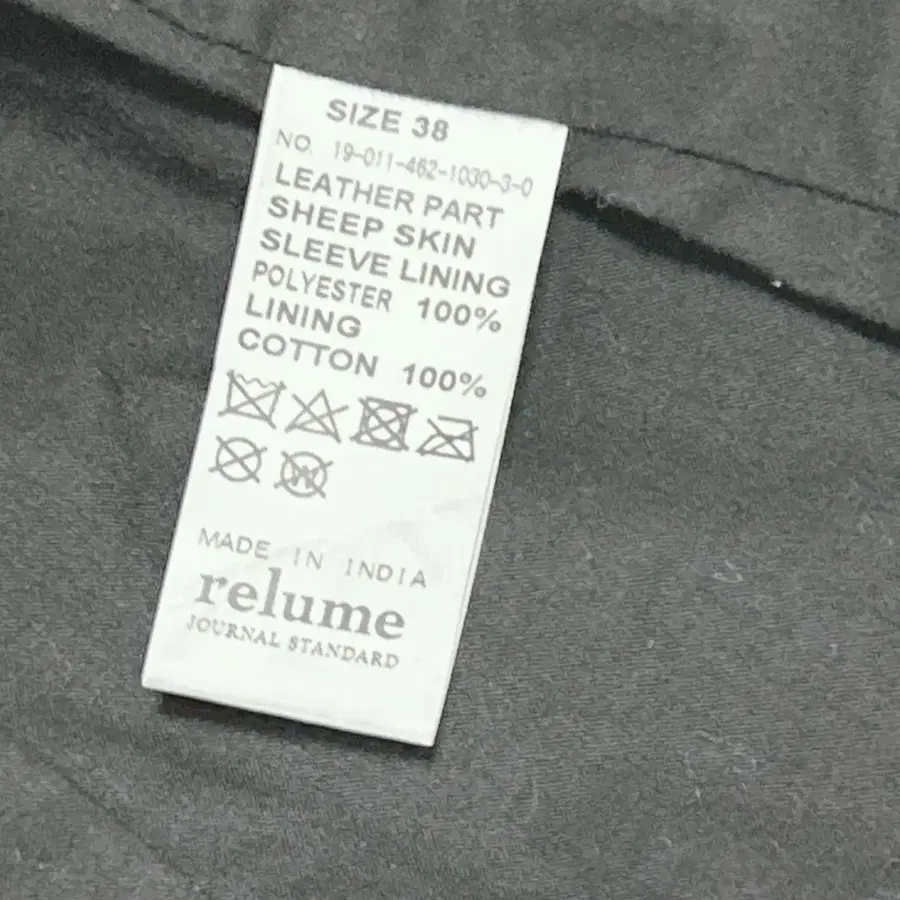 SIZE 38
NO. 19-011-462-1030-3-0
LEATHER PART
SHEEP SKIN
SLEEVE LINING
POLYESTER 100%
LINING
COTTON 100%
W
MADE IN INDIA
relume
JOURNAL STANDARD